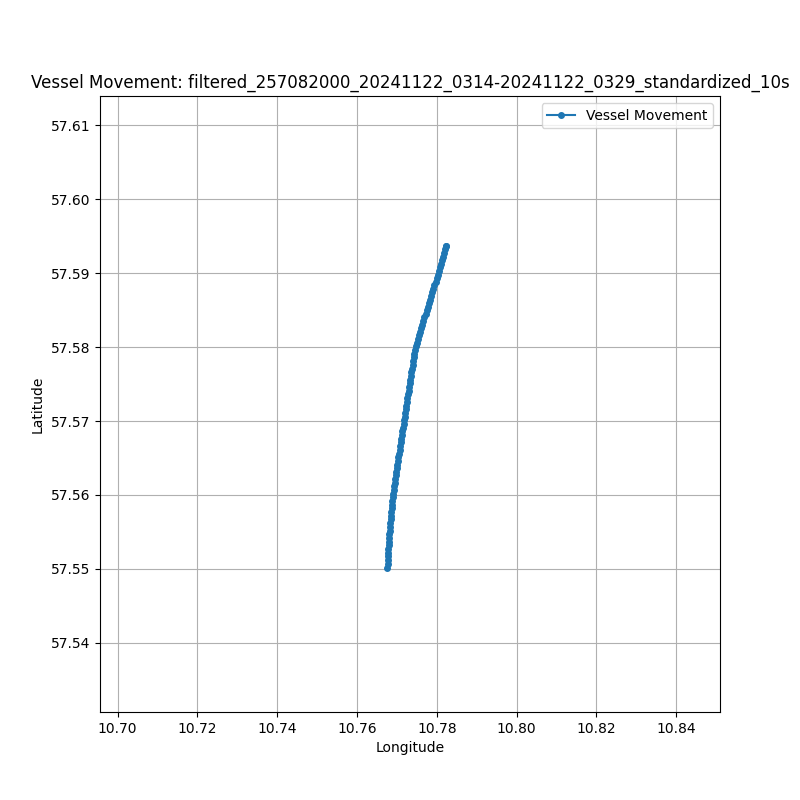 Vessel Movement: filtered_257082000_20241122_0314-20241122_0329_standardized_10s
Vessel Movement
57.61
57.60
57.59
57.58
57.57
57.56
57.55
57.54
Latitude
10.70 10.72 10.74 10.76 10.78 10.80 10.82 10.84
Longitude